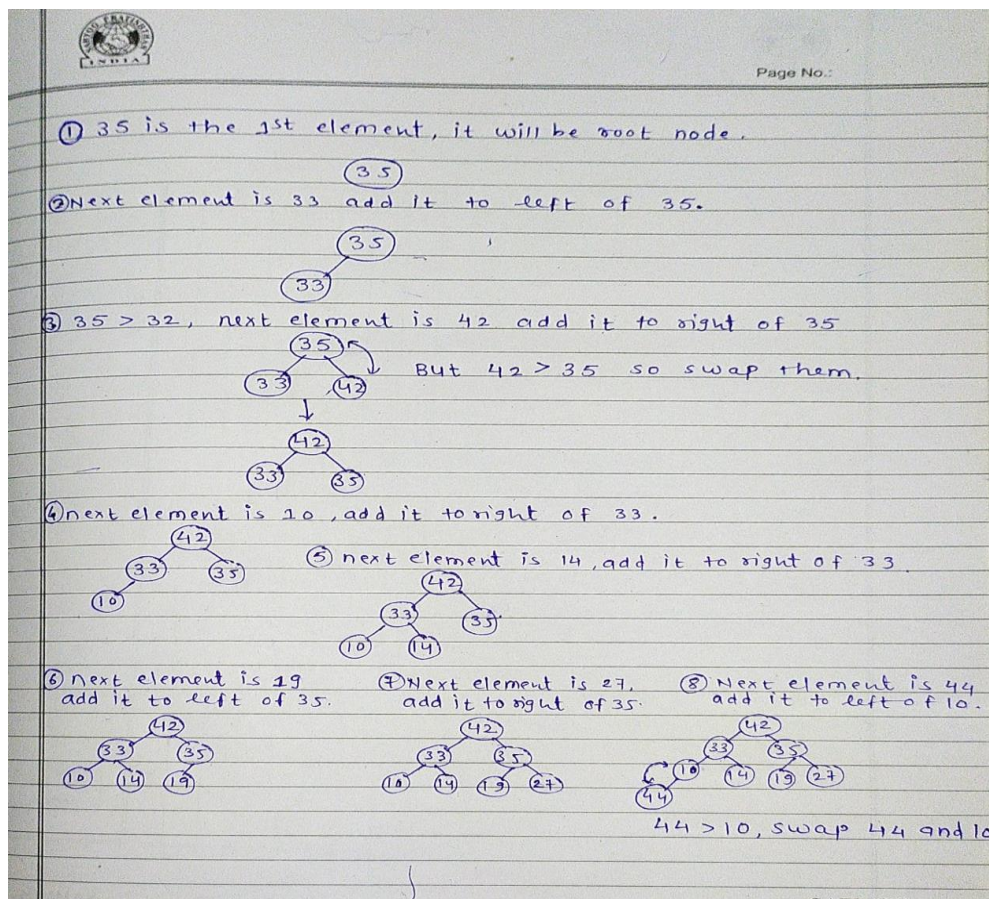 INDIA
Page No.:
① 35 is the 1st element, it will be root node.
35
② Next element is 33 add it to left of 35.
35
33
③ 35 > 32, next element is 42 add it to right of 35
35
33 42
But 42 > 35 so swap them.
42
33 35
④ next element is 10, add it to right of 33.
42
33 35
10
⑤ next element is 14, add it to right of 33.
42
33 35
10 14
⑥ next element is 19
add it to left of 35.
42
33 35
10 14 19
⑦ Next element is 27,
add it to right of 35.
42
33 35
10 14 19 27
⑧ Next element is 44
add it to left of 10.
42
33 35
10 14 19 27
44
44 > 10, swap 44 and 10